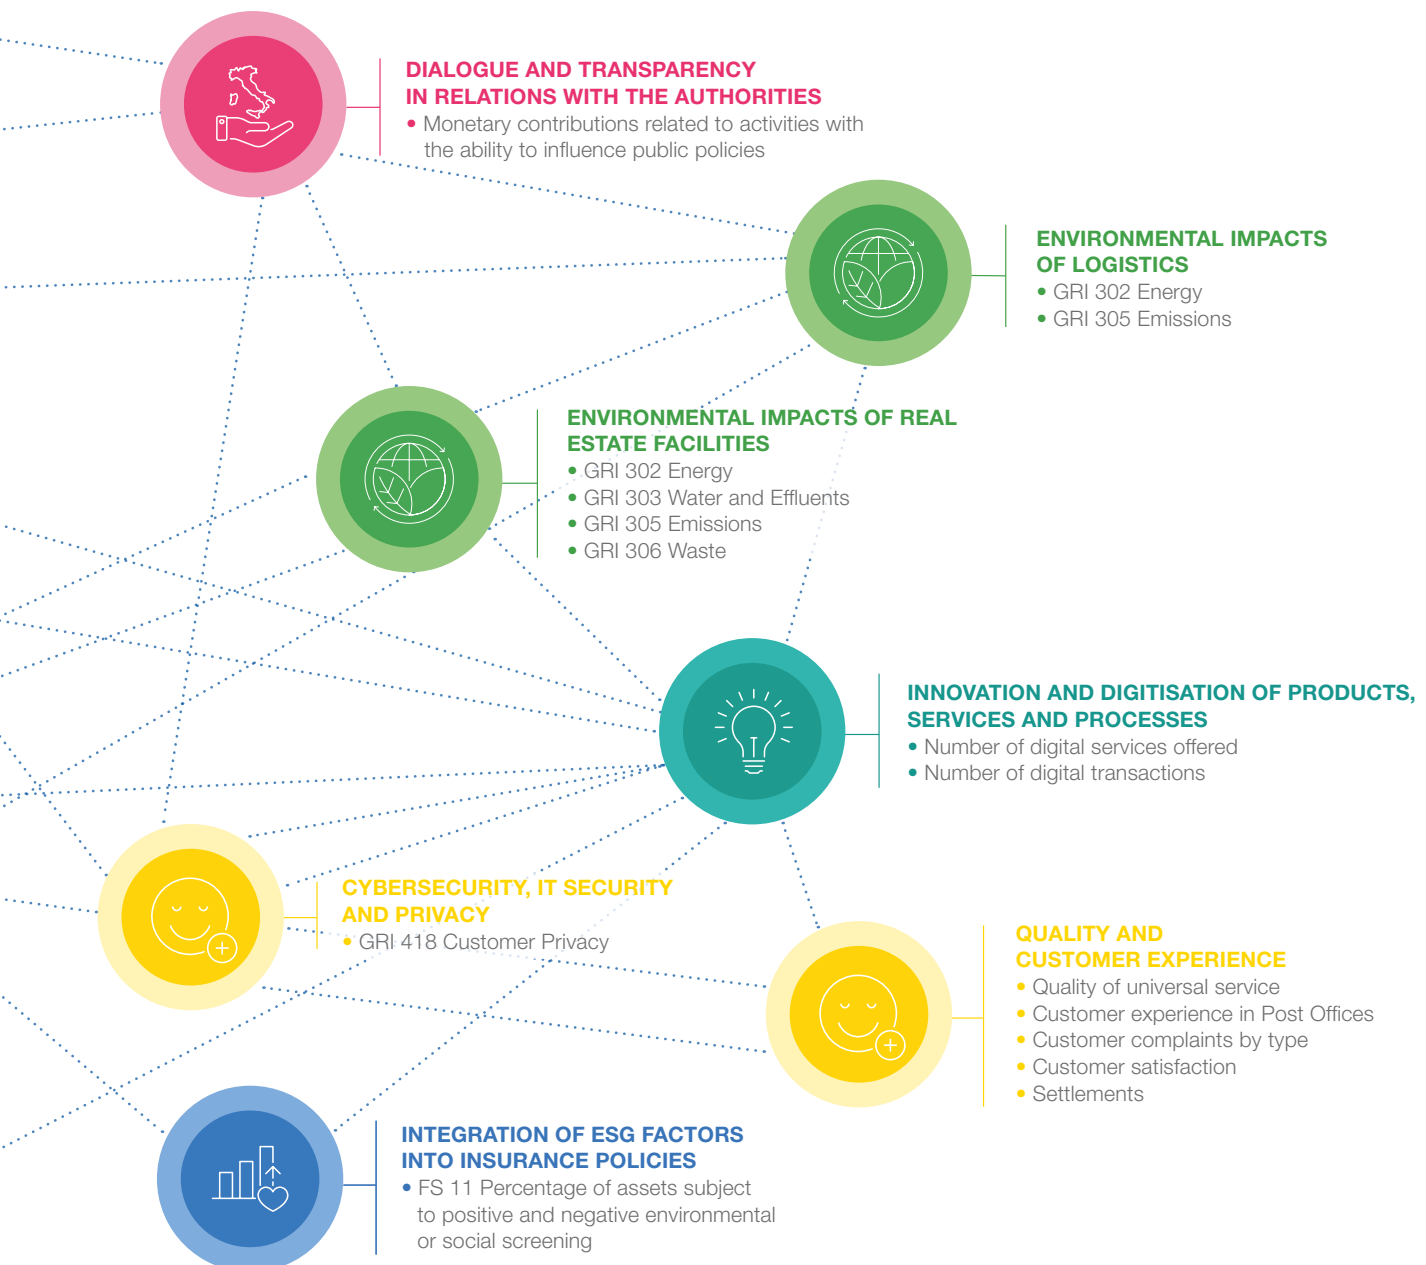 DIALOGUE AND TRANSPARENCY
IN RELATIONS WITH THE AUTHORITIES
• Monetary contributions related to activities with
the ability to influence public policies
ENVIRONMENTAL IMPACTS
OF LOGISTICS
• GRI 302 Energy
• GRI 305 Emissions
ENVIRONMENTAL IMPACTS OF REAL
ESTATE FACILITIES
• GRI 302 Energy
• GRI 303 Water and Effluents
• GRI 305 Emissions
• GRI 306 Waste
INNOVATION AND DIGITISATION OF PRODUCTS,
SERVICES AND PROCESSES
• Number of digital services offered
• Number of digital transactions
CYBERSECURITY, IT SECURITY
AND PRIVACY
• GRI 418 Customer Privacy
QUALITY AND
CUSTOMER EXPERIENCE
• Quality of universal service
• Customer experience in Post Offices
• Customer complaints by type
• Customer satisfaction
• Settlements
INTEGRATION OF ESG FACTORS
INTO INSURANCE POLICIES
• FS 11 Percentage of assets subject
to positive and negative environmental
or social screening